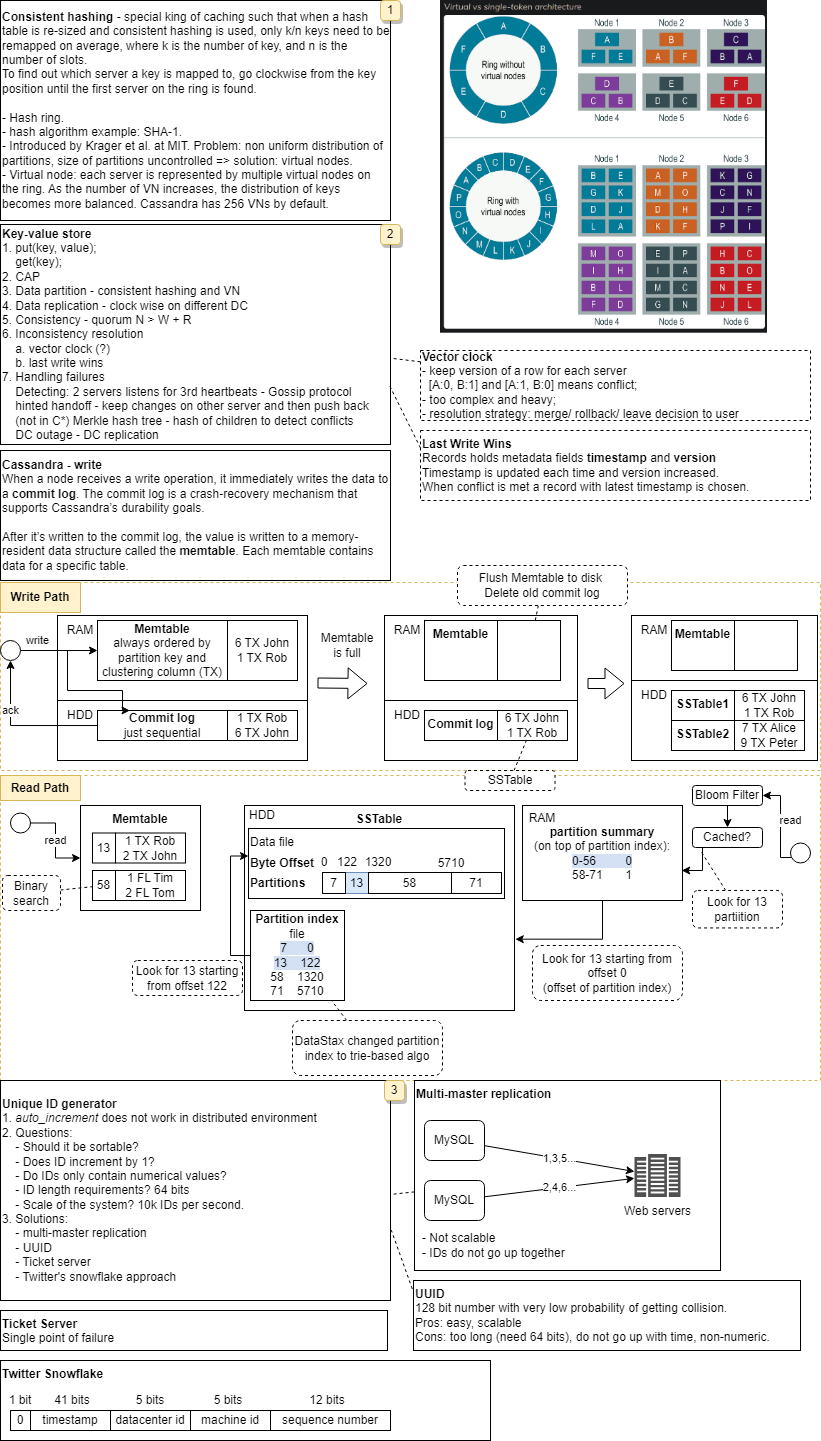 1
Consistent hashing - special king of caching such that when a hash
table is re-sized and consistent hashing is used, only k/n keys need to be
remapped on average, where k is the number of key, and n is the
number of slots.
To find out which server a key is mapped to, go clockwise from the key
position until the first server on the ring is found.
- Hash ring.
- hash algorithm example: SHA-1.
- Introduced by Krager et al. at MIT. Problem: non uniform distribution of
partitions, size of partitions uncontrolled => solution: virtual nodes.
- Virtual node: each server is represented by multiple virtual nodes on
the ring. As the number of VN increases, the distribution of keys
becomes more balanced. Cassandra has 256 VNs by default.
Virtual vs single-token architecture
A
B
C
D
E
F
Ring without
virtual nodes
Node 1 Node 2 Node 3
A B C
F E A F B A
D E F
C B D C E D
Node 4 Node 5 Node 6
A B C D E F G H I J K L M N O P
Ring with
virtual nodes
Node 1 Node 2 Node 3
B E A P K G
G K M O C N
D J D H J F
L A K F P I
M O E P H C
I H I A B O
B L M C N E
F D G N J L
Node 4 Node 5 Node 6
2
Key-value store
1. put(key, value);
get(key);
2. CAP
3. Data partition - consistent hashing and VN
4. Data replication - clock wise on different DC
5. Consistency - quorum N > W + R
6. Inconsistency resolution
a. vector clock (?)
b. last write wins
7. Handling failures
Detecting: 2 servers listens for 3rd heartbeats - Gossip protocol
hinted handoff - keep changes on other server and then push back
(not in C*) Merkle hash tree - hash of children to detect conflicts
DC outage - DC replication
Vector clock
- keep version of a row for each server
[A:0, B:1] and [A:1, B:0] means conflict;
- too complex and heavy;
- resolution strategy: merge/ rollback/ leave decision to user
Last Write Wins
Records holds metadata fields timestamp and version
Timestamp is updated each time and version increased.
When conflict is met a record with latest timestamp is chosen.
Cassandra - write
When a node receives a write operation, it immediately writes the data to
a commit log. The commit log is a crash-recovery mechanism that
supports Cassandra's durability goals.
After it's written to the commit log, the value is written to a memory-
resident data structure called the memtable. Each memtable contains
data for a specific table.
Write Path
Flush Memtable to disk
Delete old commit log
write
ack
RAM
Memtable
always ordered by
partition key and
clustering column (TX)
6 TX John
1 TX Rob
HDD
Commit log
just sequential
1 TX Rob
6 TX John
Memtable
is full
RAM
Memtable
HDD
Commit log
6 TX John
1 TX Rob
RAM
Memtable
HDD
SSTable1
6 TX John
1 TX Rob
SSTable2
7 TX Alice
9 TX Peter
SSTable
Read Path
read
Memtable
13
1 TX Rob
2 TX John
58
1 FL Tim
2 FL Tom
Binary
search
HDD
SSTable
Data file
Byte Offset 0 122 1320 5710
Partitions 7 13 58 71
Partition index
file
7 0
13 122
58 1320
71 5710
Look for 13 starting
from offset 122
DataStax changed partition
index to trie-based algo
RAM
partition summary
(on top of partition index):
0-56 0
58-71 1
Look for 13 starting from
offset 0
(offset of partition index)
Bloom Filter
read
Cached?
Look for 13
partiition
3
Unique ID generator
1. auto_increment does not work in distributed environment
2. Questions:
- Should it be sortable?
- Does ID increment by 1?
- Do IDs only contain numerical values?
- ID length requirements? 64 bits
- Scale of the system? 10k IDs per second.
3. Solutions:
- multi-master replication
- UUID
- Ticket server
- Twitter's snowflake approach
Multi-master replication
MySQL
1,3,5...
MySQL
2,4,6...
Web servers
- Not scalable
- IDs do not go up together
UUID
128 bit number with very low probability of getting collision.
Pros: easy, scalable
Cons: too long (need 64 bits), do not go up with time, non-numeric.
Ticket Server
Single point of failure
Twitter Snowflake
1 bit 41 bits 5 bits 5 bits 12 bits
0 timestamp datacenter id machine id sequence number